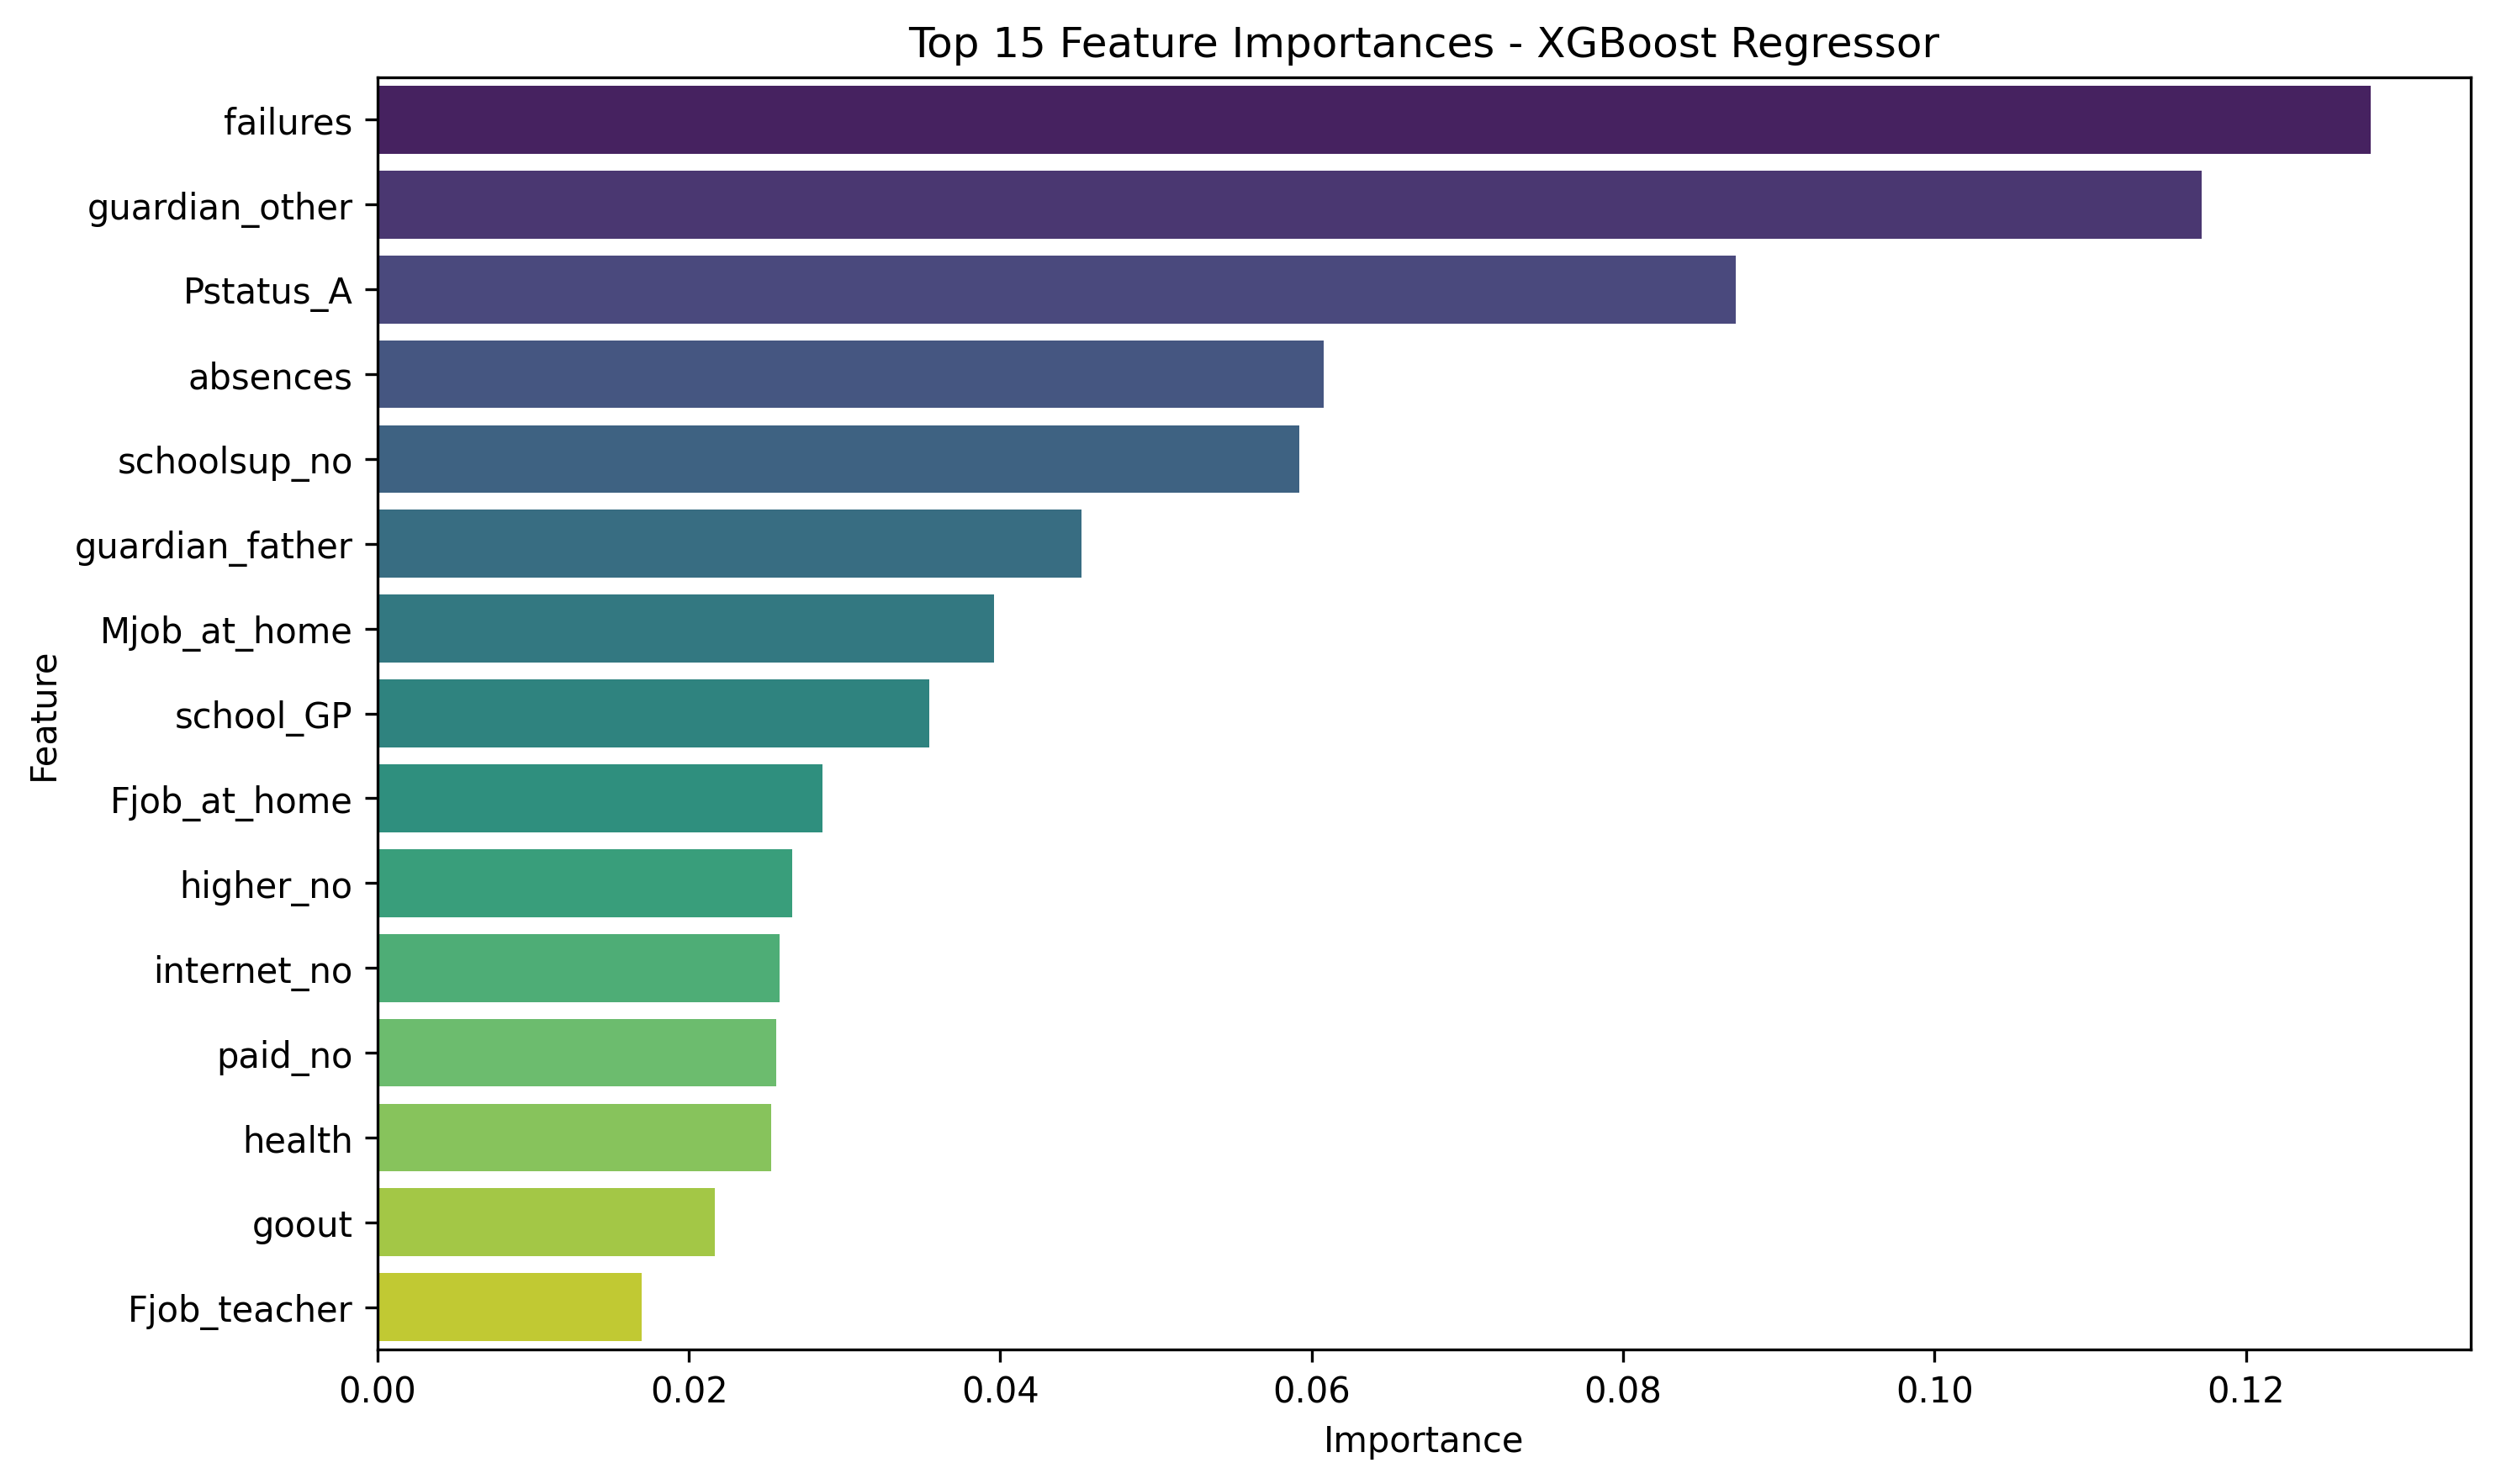 Top 15 Feature Importances - XGBoost Regressor
failures
guardian_other
Pstatus_A
absences
schoolsup_no
guardian_father
Mjob_at_home
school_GP
Fjob_at_home
higher_no
internet_no
paid_no
health
goout
Fjob_teacher
Feature
0.00 0.02 0.04 0.06 0.08 0.10 0.12
Importance